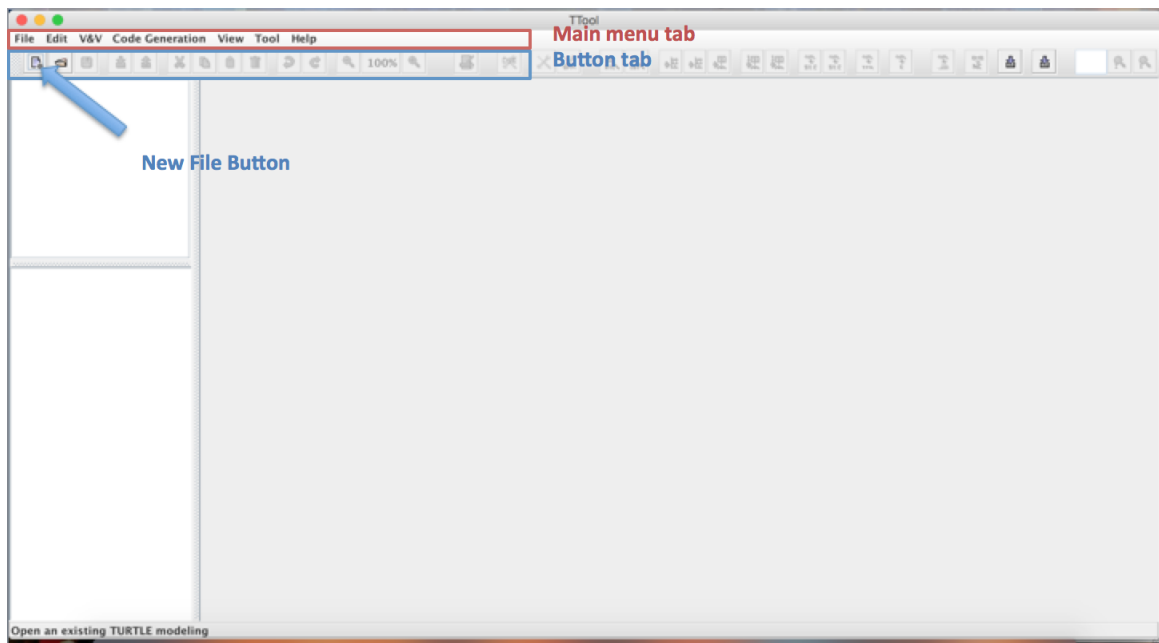 TTool
File Edit V&V Code Generation View Tool Help
Main menu tab
100%
Button tab
New File Button
Open an existing TURTLE modeling